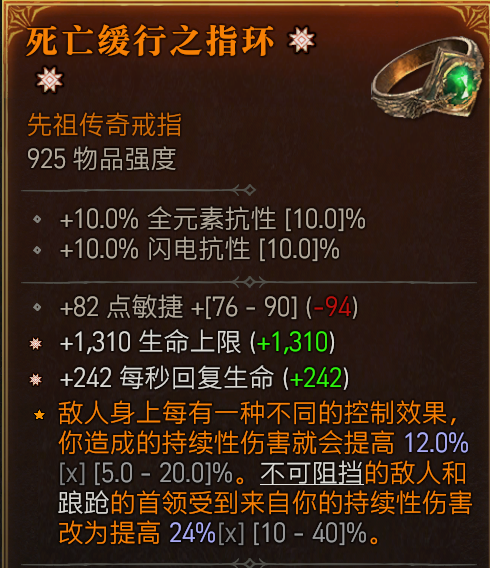 死亡缓行之指环
先祖传奇戒指
925 物品强度
+10.0% 全元素抗性 [10.0]%
+10.0% 闪电抗性 [10.0]%
+82 点敏捷 +[76 - 90] (-94)
+1,310 生命上限 (+1,310)
+242 每秒回复生命 (+242)
敌人身上每有一种不同的控制效果，
你造成的持续性伤害就会提高 12.0%
[x] [5.0 - 20.0]%。不可阻挡的敌人和
踉跄的首领受到来自你的持续性伤害
改为提高 24%[x] [10 - 40]%。